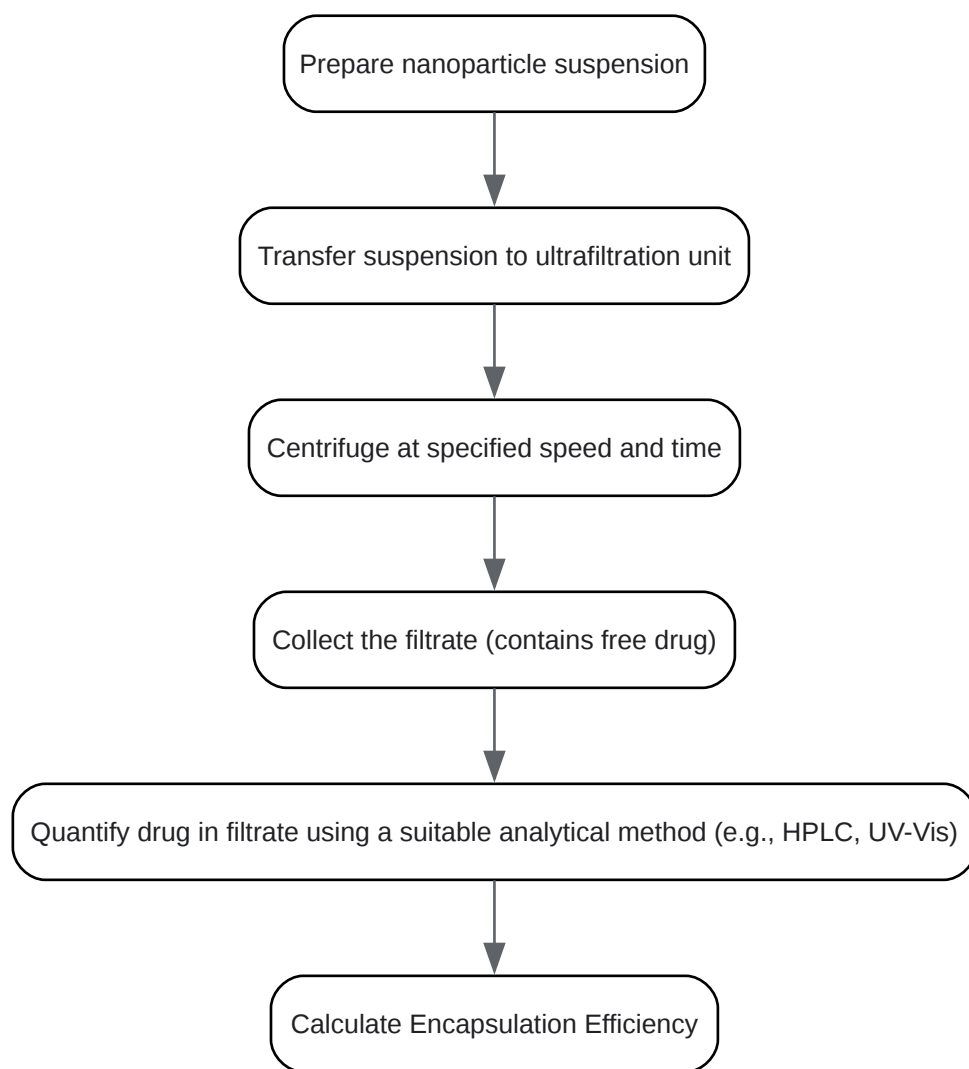 Prepare nanoparticle suspension
Transfer suspension to ultrafiltration unit
Centrifuge at specified speed and time
Collect the filtrate (contains free drug)
Quantify drug in filtrate using a suitable analytical method (e.g., HPLC, UV-Vis)
Calculate Encapsulation Efficiency